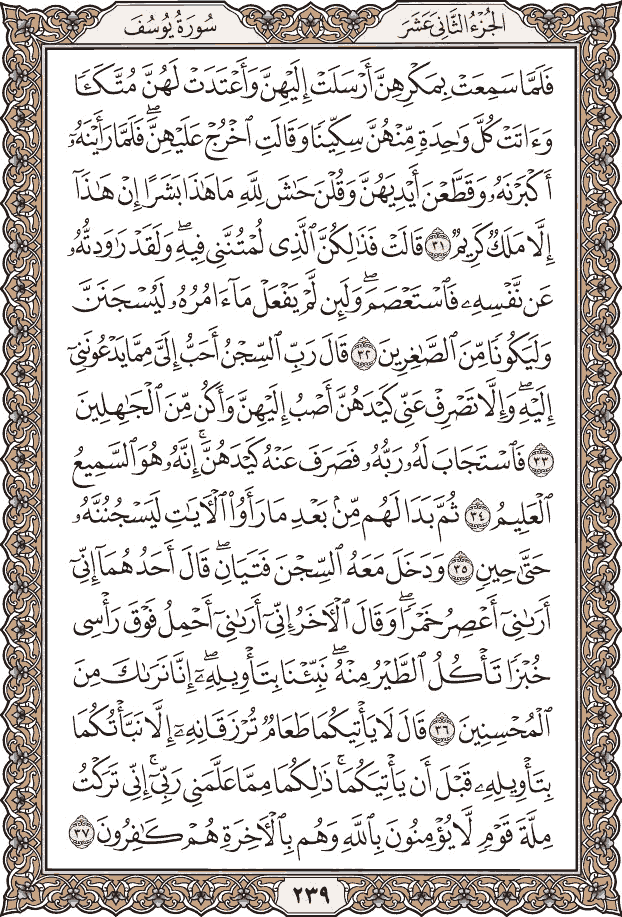 الجُزْءُ الثَّانِي عَشَرَ
سُورَةُ يُوسُفَ
فَلَمَّا سَمِعَتْ بِمَكْرِهِنَّ أَرْسَلَتْ إِلَيْهِنَّ وَأَعْتَدَتْ لَهُنَّ مُتَّكَـًٔا
وَءَاتَتْ كُلَّ وَٰحِدَةٍ مِّنْهُنَّ سِكِّينًا وَقَالَتِ ٱخْرُجْ عَلَيْهِنَّ ۖ فَلَمَّا رَأَيْنَهُۥٓ
أَكْبَرْنَهُۥ وَقَطَّعْنَ أَيْدِيَهُنَّ وَقُلْنَ حَٰشَ لِلَّهِ مَا هَٰذَا بَشَرًا إِنْ هَٰذَآ
إِلَّا مَلَكٌ كَرِيمٌ ٣١ قَالَتْ فَذَٰلِكُنَّ ٱلَّذِى لُمْتُنَّنِى فِيهِ ۖ وَلَقَدْ رَٰوَدتُّهُۥ
عَن نَّفْسِهِۦ فَٱسْتَعْصَمَ ۖ وَلَئِن لَّمْ يَفْعَلْ مَآ ءَامُرُهُۥ لَيُسْجَنَنَّ
وَلَيَكُونًا مِّنَ ٱلصَّٰغِرِينَ ٣٢ قَالَ رَبِّ ٱلسِّجْنُ أَحَبُّ إِلَىَّ مِمَّا يَدْعُونَنِىٓ
إِلَيْهِ ۖ وَإِلَّا تَصْرِفْ عَنِّى كَيْدَهُنَّ أَصْبُ إِلَيْهِنَّ وَأَكُن مِّنَ ٱلْجَٰهِلِينَ
٣٣ فَٱسْتَجَابَ لَهُۥ رَبُّهُۥ فَصَرَفَ عَنْهُ كَيْدَهُنَّ ۚ إِنَّهُۥ هُوَ ٱلسَّمِيعُ
ٱلْعَلِيمُ ٣٤ ثُمَّ بَدَا لَهُم مِّنۢ بَعْدِ مَا رَأَوُا۟ ٱلْـَٔايَٰتِ لَيَسْجُنُنَّهُۥ
حَتَّىٰ حِينٍ ٣٥ وَدَخَلَ مَعَهُ ٱلسِّجْنَ فَتَيَانِ ۖ قَالَ أَحَدُهُمَآ إِنِّىٓ
أَرَىٰنِىٓ أَعْصِرُ خَمْرًا ۖ وَقَالَ ٱلْـَٔاخَرُ إِنِّىٓ أَرَىٰنِىٓ أَحْمِلُ فَوْقَ رَأْسِى
خُبْزًا تَأْكُلُ ٱلطَّيْرُ مِنْهُ ۖ نَبِّئْنَا بِتَأْوِيلِهِۦٓ ۖ إِنَّا نَرَىٰكَ مِنَ
ٱلْمُحْسِنِينَ ٣٦ قَالَ لَا يَأْتِيكُمَا طَعَامٌ تُرْزَقَانِهِۦٓ إِلَّا نَبَّأْتُكُمَا
بِتَأْوِيلِهِۦ قَبْلَ أَن يَأْتِيَكُمَا ۚ ذَٰلِكُمَا مِمَّا عَلَّمَنِى رَبِّىٓ ۚ إِنِّى تَرَكْتُ
مِلَّةَ قَوْمٍ لَّا يُؤْمِنُونَ بِٱللَّهِ وَهُم بِٱلْـَٔاخِرَةِ هُمْ كَٰفِرُونَ ٣٧
٢٣٩